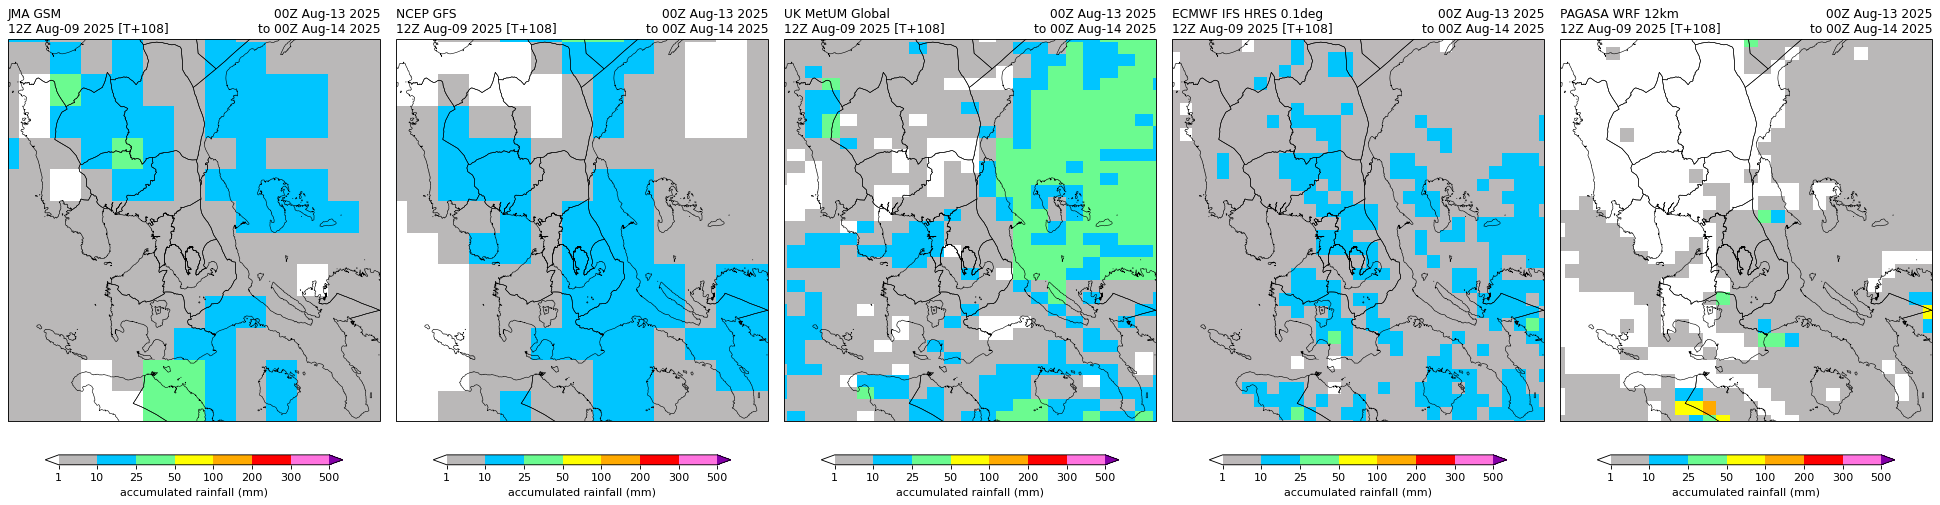 JMA GSM 00Z Aug-13 2025
12Z Aug-09 2025 [T+108] to 00Z Aug-14 2025
1 10 25 50 100 200 300 500
accumulated rainfall (mm)
NCEP GFS 00Z Aug-13 2025
12Z Aug-09 2025 [T+108] to 00Z Aug-14 2025
1 10 25 50 100 200 300 500
accumulated rainfall (mm)
UK MetUM Global 00Z Aug-13 2025
12Z Aug-09 2025 [T+108] to 00Z Aug-14 2025
1 10 25 50 100 200 300 500
accumulated rainfall (mm)
ECMWF IFS HRES 0.1deg 00Z Aug-13 2025
12Z Aug-09 2025 [T+108] to 00Z Aug-14 2025
1 10 25 50 100 200 300 500
accumulated rainfall (mm)
PAGASA WRF 12km 00Z Aug-13 2025
12Z Aug-09 2025 [T+108] to 00Z Aug-14 2025
1 10 25 50 100 200 300 500
accumulated rainfall (mm)